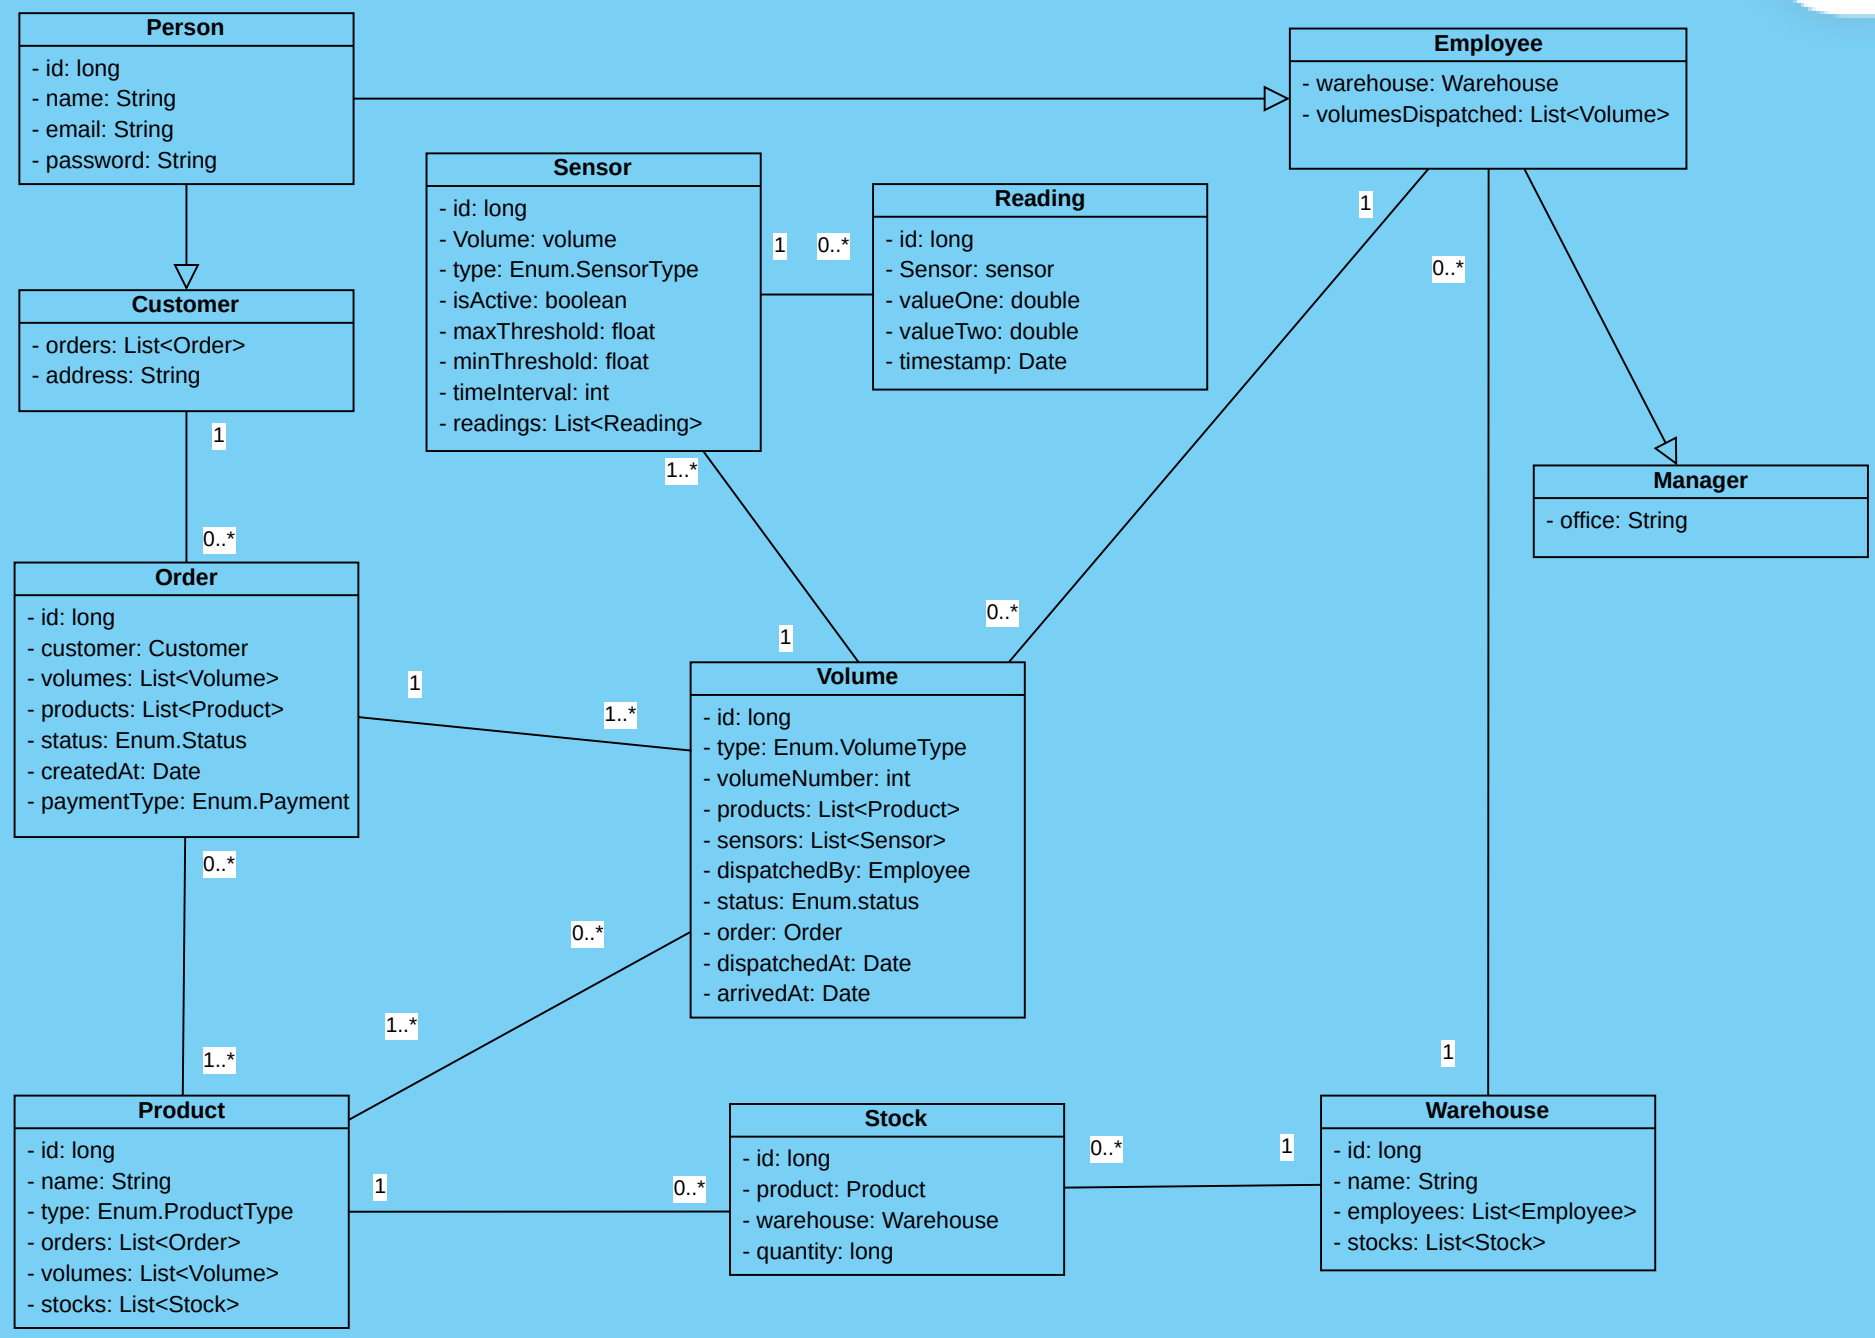 Person
- id: long
- name: String
- email: String
- password: String
Employee
- warehouse: Warehouse
- volumesDispatched: List<Volume>
Sensor
- id: long
- Volume: volume
- type: Enum.SensorType
- isActive: boolean
- maxThreshold: float
- minThreshold: float
- timeInterval: int
- readings: List<Reading>
1
0..*
Reading
- id: long
- Sensor: sensor
- valueOne: double
- valueTwo: double
- timestamp: Date
1
0..*
Customer
- orders: List<Order>
- address: String
1
0..*
1..*
1
0..*
Manager
- office: String
Order
- id: long
- customer: Customer
- volumes: List<Volume>
- products: List<Product>
- status: Enum.Status
- createdAt: Date
- paymentType: Enum.Payment
1
1..*
Volume
- id: long
- type: Enum.VolumeType
- volumeNumber: int
- products: List<Product>
- sensors: List<Sensor>
- dispatchedBy: Employee
- status: Enum.status
- order: Order
- dispatchedAt: Date
- arrivedAt: Date
0..*
0..*
1..*
1..*
1
Product
- id: long
- name: String
- type: Enum.ProductType
- orders: List<Order>
- volumes: List<Volume>
- stocks: List<Stock>
1
0..*
Stock
- id: long
- product: Product
- warehouse: Warehouse
- quantity: long
0..*
1
Warehouse
- id: long
- name: String
- employees: List<Employee>
- stocks: List<Stock>